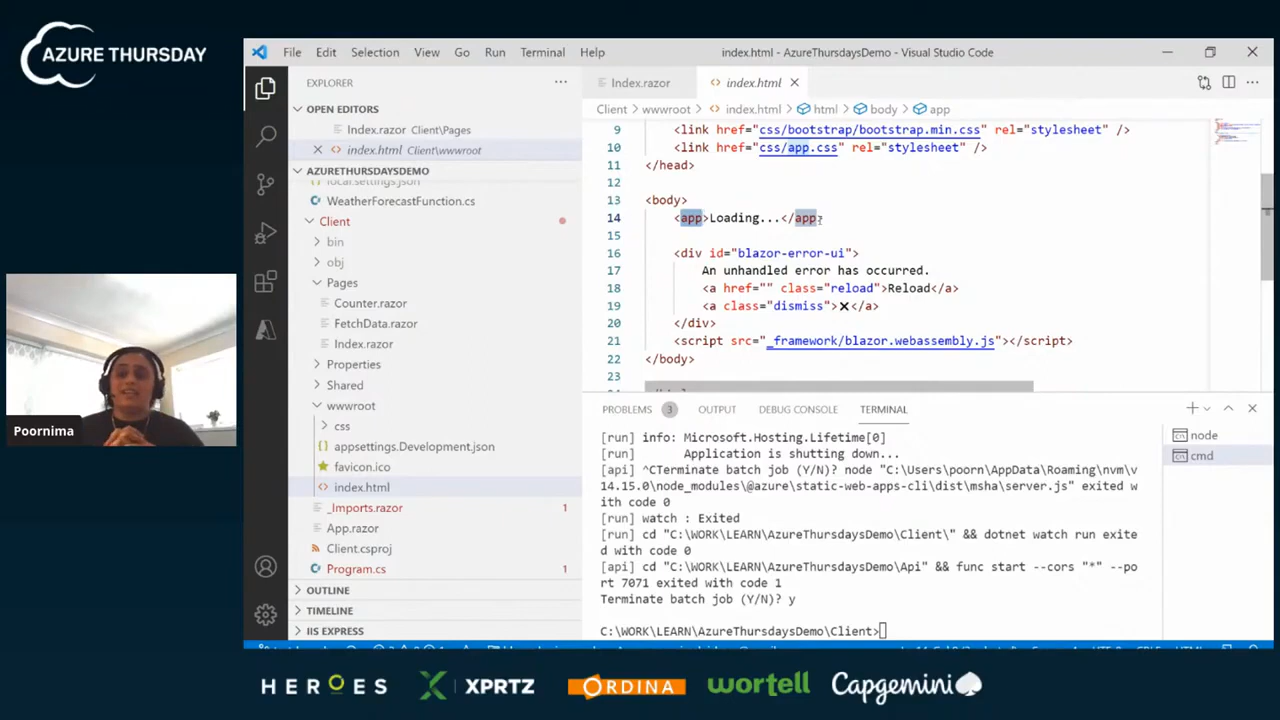 AZURE THURSDAY
File Edit Selection View Go Run Terminal Help
index.html - AzureThursdaysDemo - Visual Studio Code
EXPLORER
OPEN EDITORS
Index.razor Client\Pages
index.html Client\wwwroot
AZURETHURSDAYSDEMO
local.settings.json
WeatherForecastFunction.cs
Client
bin
obj
Pages
Counter.razor
FetchData.razor
Index.razor
Properties
Shared
wwwroot
css
appsettings.Development.json
favicon.ico
index.html
_Imports.razor 1
App.razor
Client.csproj
Program.cs 1
OUTLINE
TIMELINE
IIS EXPRESS
Index.razor
index.html
Client > wwwroot > index.html > html > body > app
9 <link href="css/bootstrap/bootstrap.min.css" rel="stylesheet" />
10 <link href="css/app.css" rel="stylesheet" />
11 </head>
12
13 <body>
14 <app>Loading...</app>
15
16 <div id="blazor-error-ui">
17 An unhandled error has occurred.
18 <a href="" class="reload">Reload</a>
19 <a class="dismiss">🗙</a>
20 </div>
21 <script src="_framework/blazor.webassembly.js"></script>
22 </body>
23
PROBLEMS 3 OUTPUT DEBUG CONSOLE TERMINAL
[run] info: Microsoft.Hosting.Lifetime[0]
[run] Application is shutting down...
[api] ^CTerminate batch job (Y/N)? node "C:\Users\poorn\AppData\Roaming\nvm\v
14.15.0\node_modules\@azure\static-web-apps-cli\dist\msha\server.js" exited w
ith code 0
[run] watch : Exited
[run] cd "C:\WORK\LEARN\AzureThursdaysDemo\Client\" && dotnet watch run exite
d with code 0
[api] cd "C:\WORK\LEARN\AzureThursdaysDemo\Api" && func start --cors "*" --po
rt 7071 exited with code 1
Terminate batch job (Y/N)? y
C:\WORK\LEARN\AzureThursdaysDemo\Client>
node
cmd
Poornima
HEROES
XPRTZ
ORDINA
wortell
Capgemini